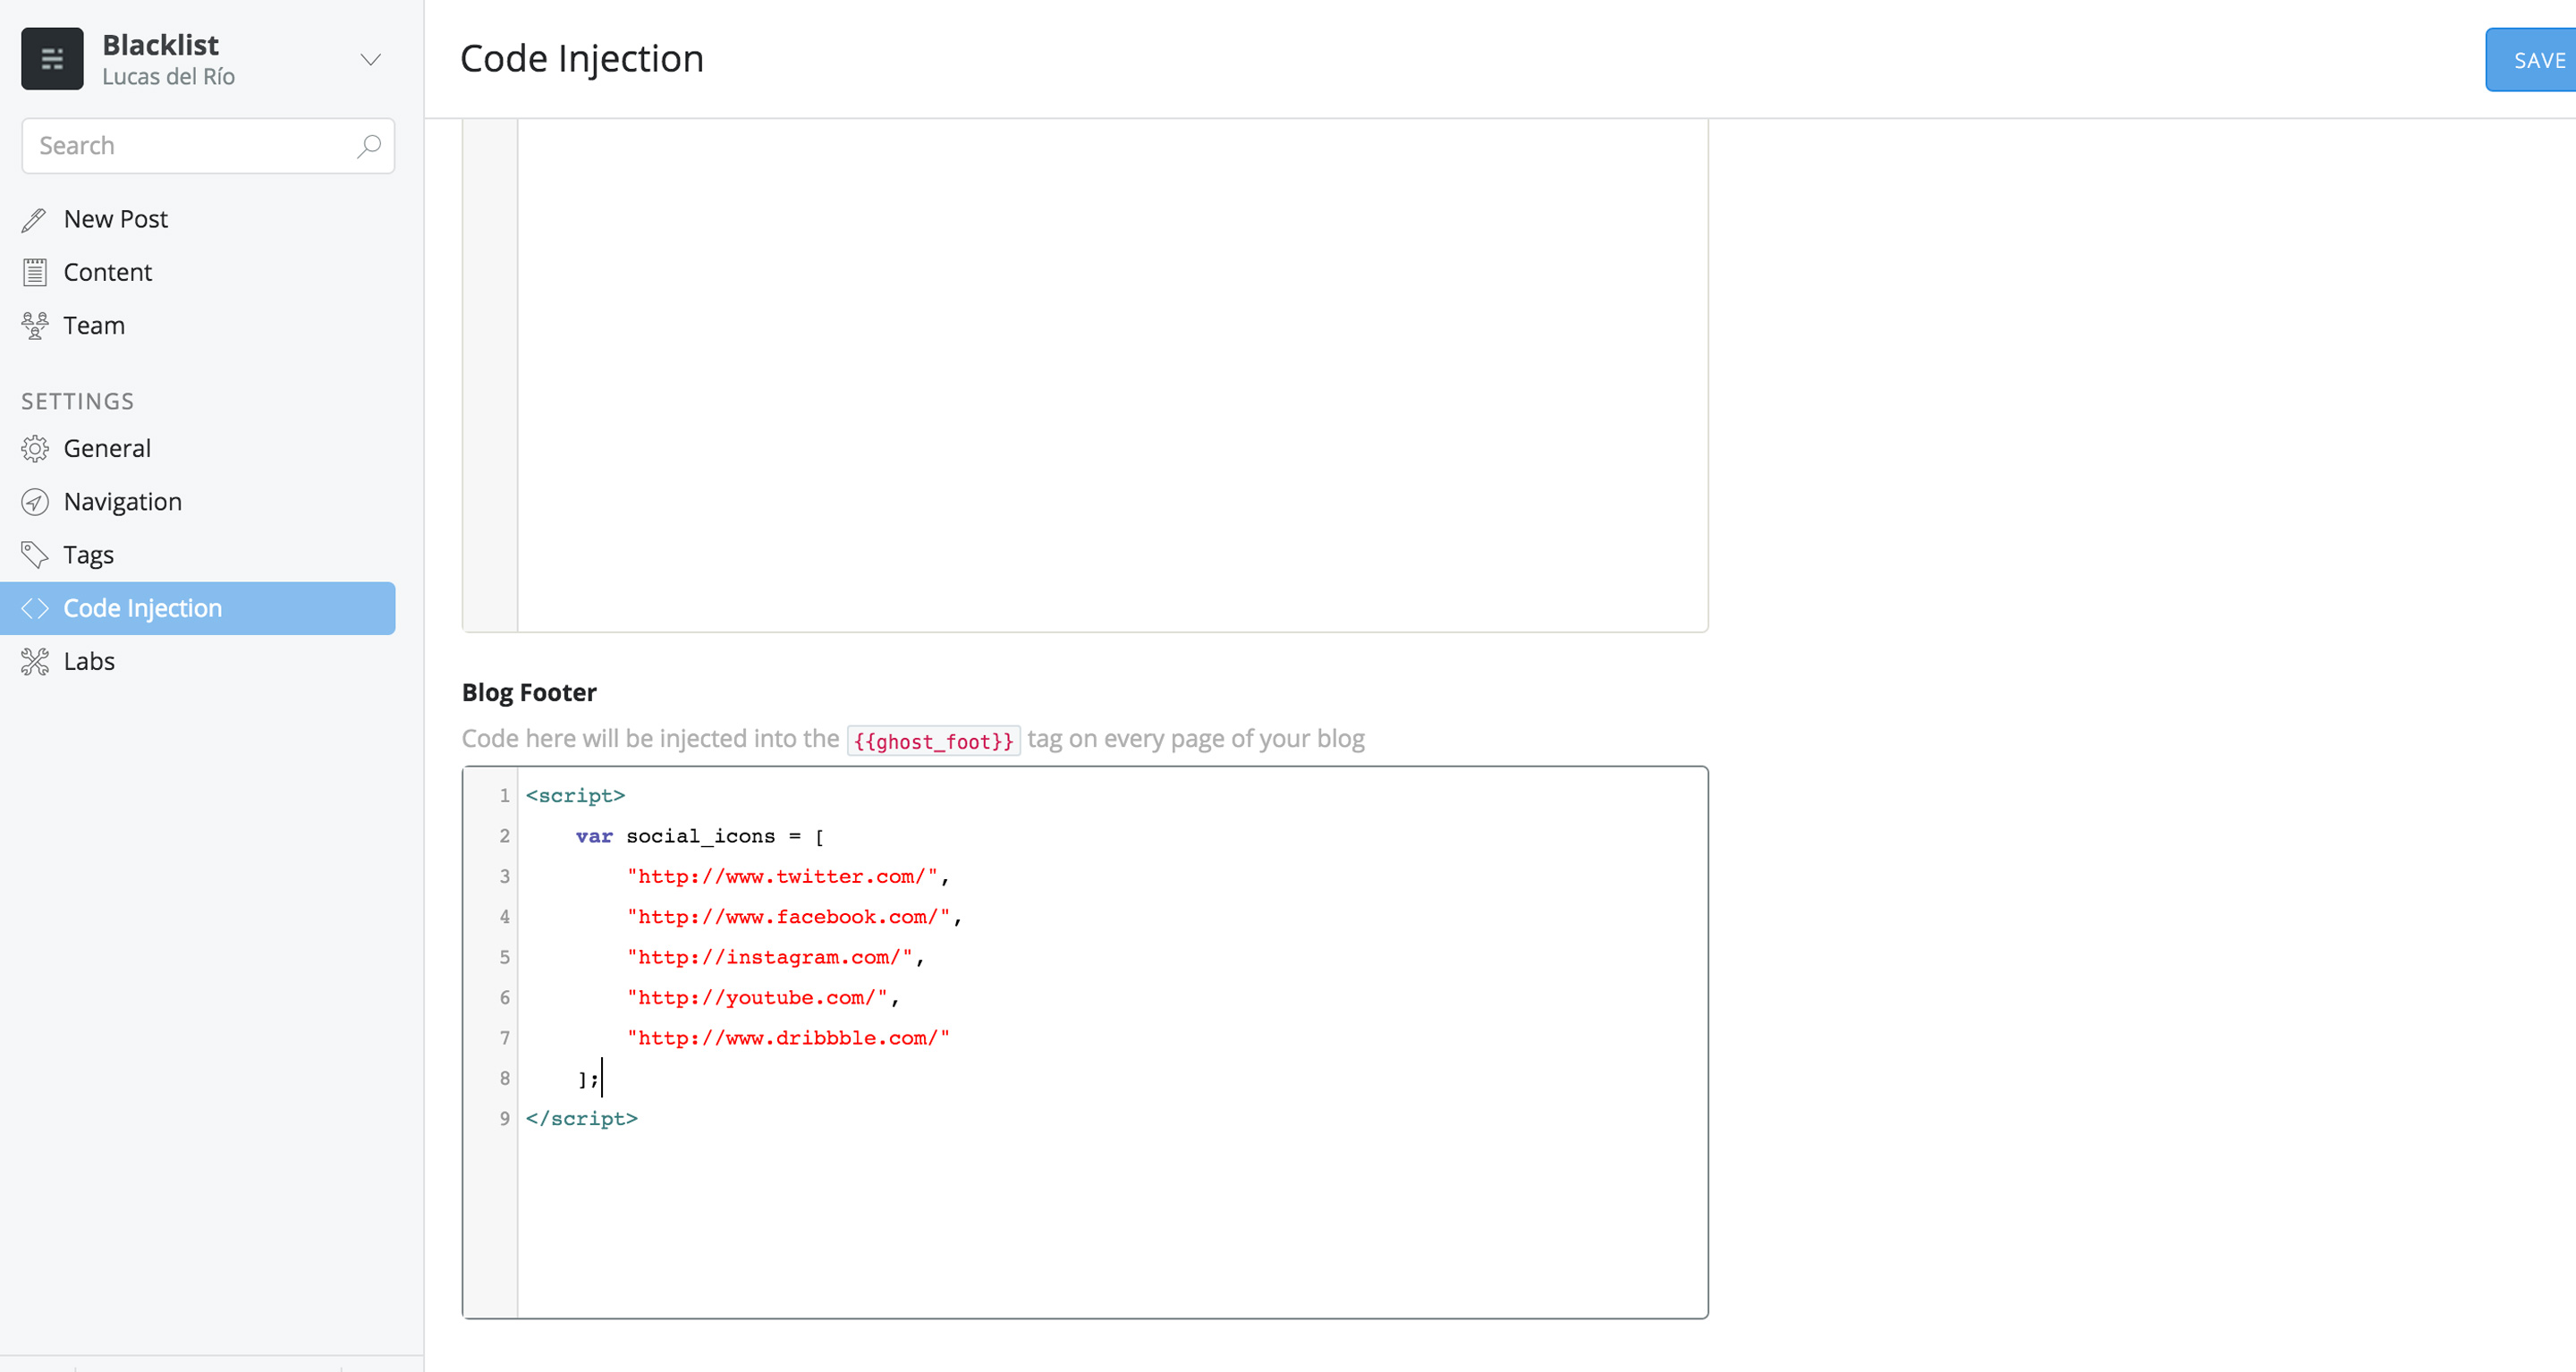 Blacklist
Lucas del Río
Search
New Post
Content
Team
SETTINGS
General
Navigation
Tags
Code Injection
Labs
Code Injection
SAVE
Blog Footer
Code here will be injected into the {{ghost_foot}} tag on every page of your blog
1 <script>
2     var social_icons = [
3         "http://www.twitter.com/",
4         "http://www.facebook.com/",
5         "http://instagram.com/",
6         "http://youtube.com/",
7         "http://www.dribbble.com/"
8     ];
9 </script>